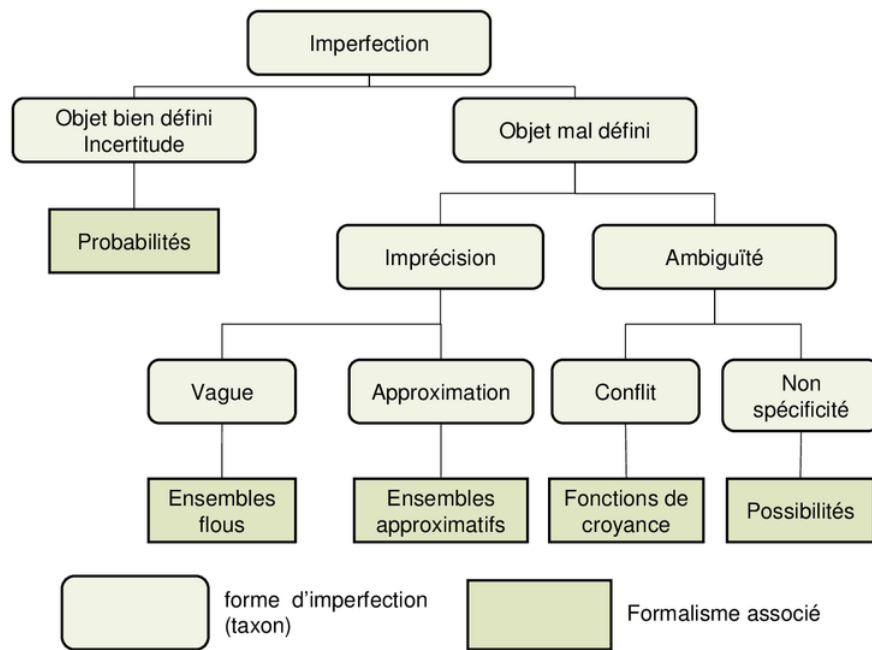 Imperfection
Objet bien défini
Incertitude
Objet mal défini
Probabilités
Imprécision
Ambiguïté
Vague
Approximation
Conflit
Non
spécificité
Ensembles
flous
Ensembles
approximatifs
Fonctions de
croyance
Possibilités
forme d'imperfection
(taxon)
Formalisme associé